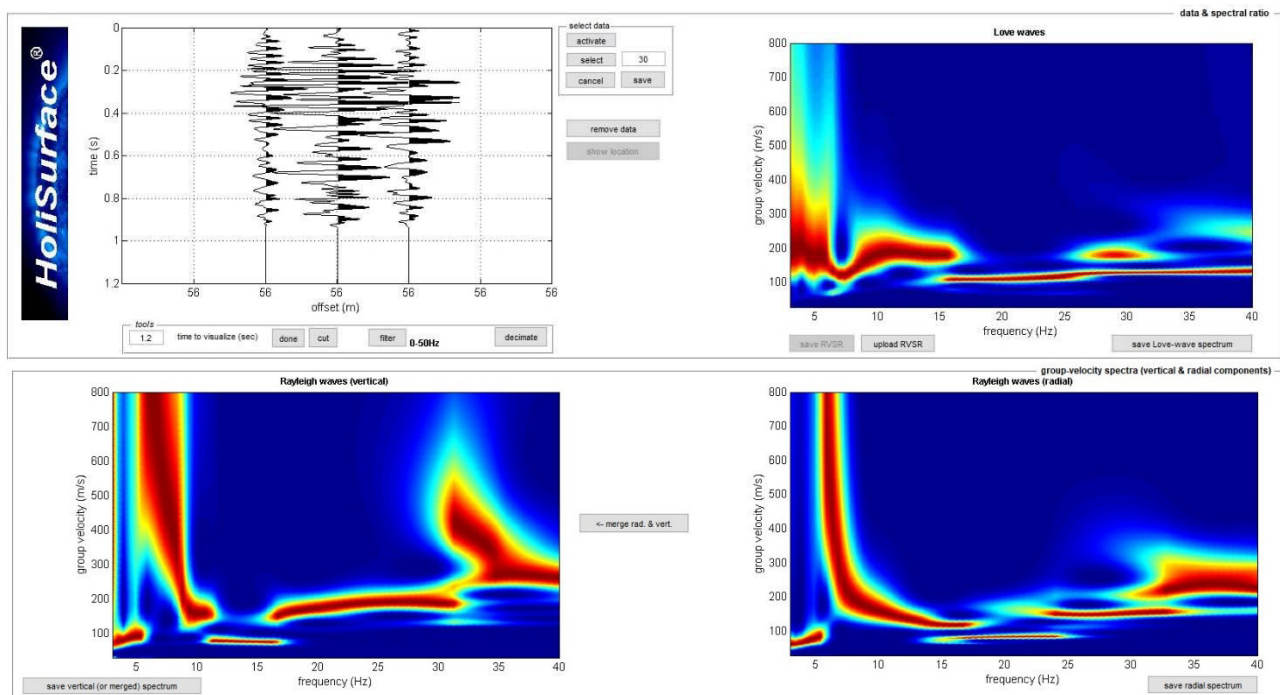 data & spectral ratio
HoliSurface®
0
0.2
0.4
0.6
0.8
1
1.2
time (s)
56 56 56 56 56 56
offset (m)
select data
activate
select 30
cancel save
remove data
show location
tools
1.2 time to visualize (sec) done cut filter 0-50Hz decimate
Love waves
800
700
600
500
400
300
200
100
group velocity (m/s)
5 10 15 20 25 30 35 40
frequency (Hz)
save RVSR upload RVSR save Love-wave spectrum
group-velocity spectra (vertical & radial components)
Rayleigh waves (vertical)
800
700
600
500
400
300
200
100
group velocity (m/s)
5 10 15 20 25 30 35 40
frequency (Hz)
save vertical (or merged) spectrum
<- merge rad. & vert.
Rayleigh waves (radial)
800
700
600
500
400
300
200
100
group velocity (m/s)
5 10 15 20 25 30 35 40
frequency (Hz)
save radial spectrum